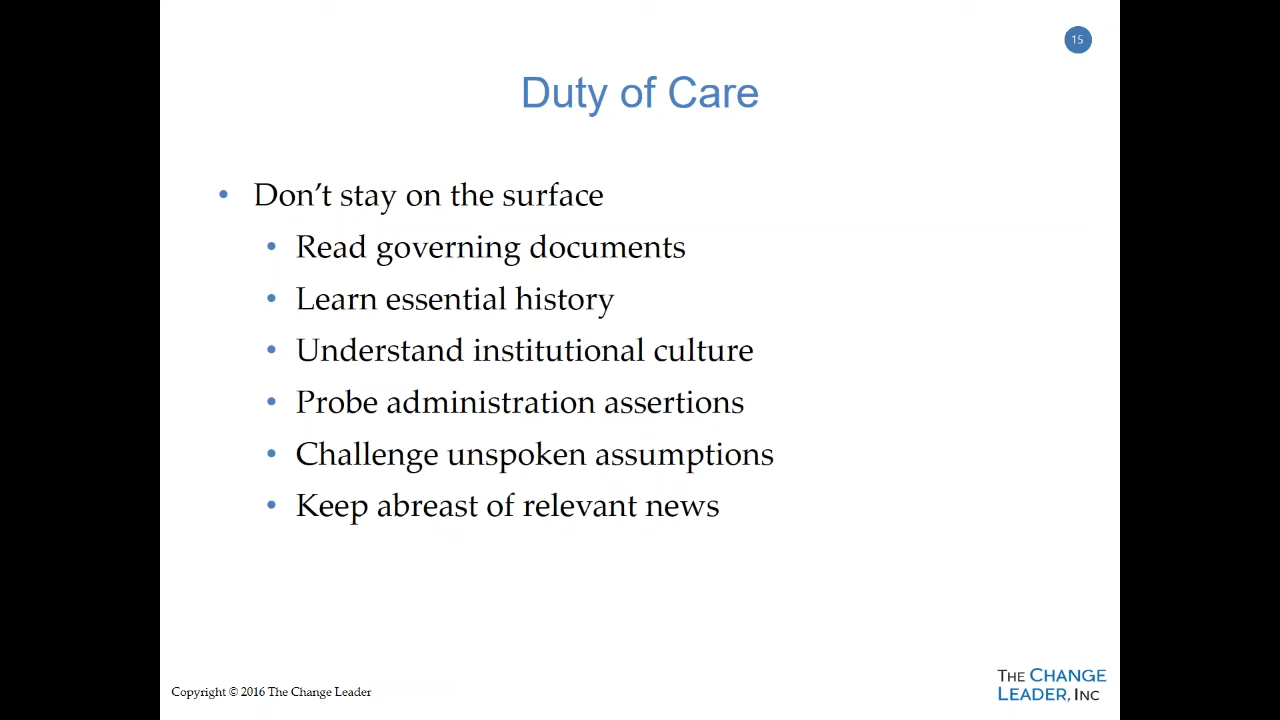 15
Duty of Care
• Don’t stay on the surface
• Read governing documents
• Learn essential history
• Understand institutional culture
• Probe administration assertions
• Challenge unspoken assumptions
• Keep abreast of relevant news
Copyright © 2016 The Change Leader
THE CHANGE
LEADER, INC